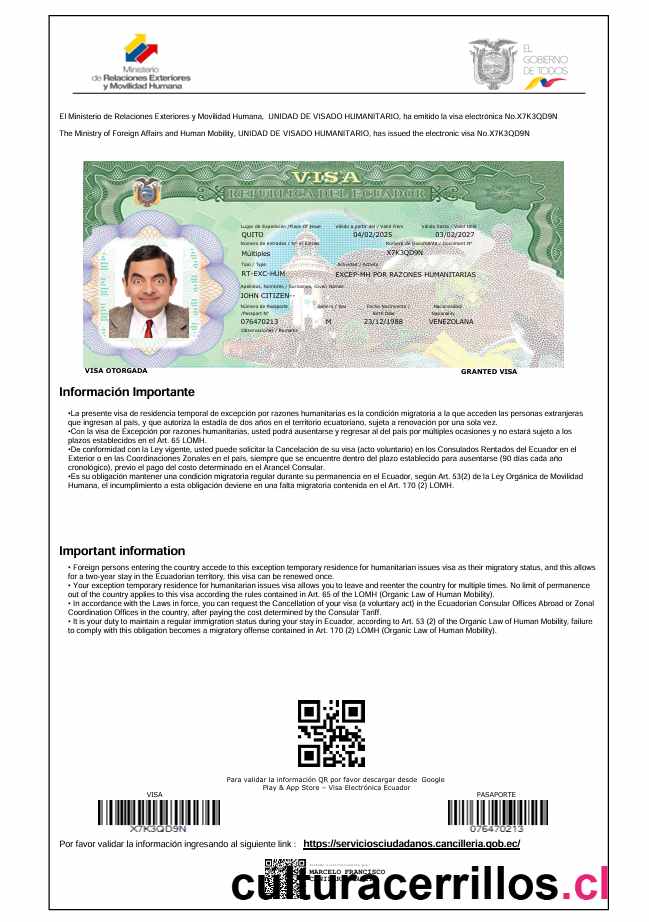 Ministerio
de Relaciones Exteriores
y Movilidad Humana
EL
GOBIERNO
DE TODOS
El Ministerio de Relaciones Exteriores y Movilidad Humana, UNIDAD DE VISADO HUMANITARIO, ha emitido la visa electrónica No.X7K3QD9N
The Ministry of Foreign Affairs and Human Mobility, UNIDAD DE VISADO HUMANITARIO, has issued the electronic visa No.X7K3QD9N
VISA
REPUBLICA DEL ECUADOR
Lugar de Expedición /Place Of Issue Válido a partir del / Valid From Válido hasta / Valid Until
QUITO 04/02/2025 03/02/2027
Número de entradas / Nº of Entries Número de Documento / Document Nº
Múltiples X7K3QD9N
Tipo / Type Actividad / Activity
RT-EXC-HUM EXCEP-MH POR RAZONES HUMANITARIAS
Apellidos, Nombres / Surnames, Given Names
JOHN CITIZEN--
Número de Pasaporte Género / Sex Fecha Nacimiento / Nacionalidad
/Passport Nº Birth Date Nationality
076470213 M 23/12/1988 VENEZOLANA
Observaciones / Remarks
VISA OTORGADA GRANTED VISA
Información Importante
•La presente visa de residencia temporal de excepción por razones humanitarias es la condición migratoria a la que acceden las personas extranjeras
que ingresan al país, y que autoriza la estadía de dos años en el territorio ecuatoriano, sujeta a renovación por una sola vez.
•Con la visa de Excepción por razones humanitarias, usted podrá ausentarse y regresar al del país por múltiples ocasiones y no estará sujeto a los
plazos establecidos en el Art. 65 LOMH.
•De conformidad con la Ley vigente, usted puede solicitar la Cancelación de su visa (acto voluntario) en los Consulados Rentados del Ecuador en el
Exterior o en las Coordinaciones Zonales en el país, siempre que se encuentre dentro del plazo establecido para ausentarse (90 días cada año
cronológico), previo el pago del costo determinado en el Arancel Consular.
•Es su obligación mantener una condición migratoria regular durante su permanencia en el Ecuador, según Art. 53(2) de la Ley Orgánica de Movilidad
Humana, el incumplimiento a esta obligación deviene en una falta migratoria contenida en el Art. 170 (2) LOMH.
Important information
• Foreign persons entering the country accede to this exception temporary residence for humanitarian issues visa as their migratory status, and this allows
for a two-year stay in the Ecuadorian territory, this visa can be renewed once.
• Your exception temporary residence for humanitarian issues visa allows you to leave and reenter the country for multiple times. No limit of permanence
out of the country applies to this visa according the rules contained in Art. 65 of the LOMH (Organic Law of Human Mobility).
• In accordance with the Laws in force, you can request the Cancellation of your visa (a voluntary act) in the Ecuadorian Consular Offices Abroad or Zonal
Coordination Offices in the country, after paying the cost determined by the Consular Tariff.
• It is your duty to maintain a regular immigration status during your stay in Ecuador, according to Art. 53 (2) of the Organic Law of Human Mobility, failure
to comply with this obligation becomes a migratory offense contained in Art. 170 (2) LOMH (Organic Law of Human Mobility).
Para validar la información QR por favor descargar desde Google
Play & App Store – Visa Electrónica Ecuador
VISA PASAPORTE
X7K3QD9N 076470213
Por favor validar la información ingresando al siguiente link : https://serviciosciudadanos.cancilleria.gob.ec/
MARCELO FRANCISCO
culturacerrillos.cl